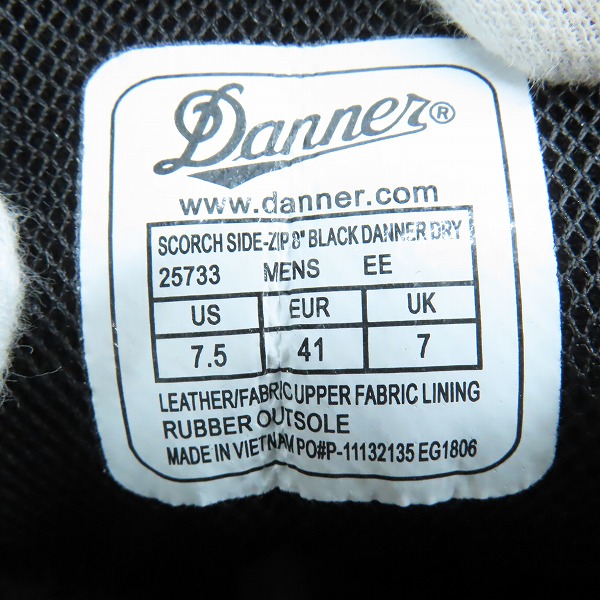 Danner®
www.danner.com
SCORCH SIDE-ZIP 8" BLACK DANNER DRY
25733 MENS EE
US EUR UK
7.5 41 7
LEATHER/FABRIC UPPER FABRIC LINING
RUBBER OUTSOLE
MADE IN VIETNAM PO#P-11132135 EG1806